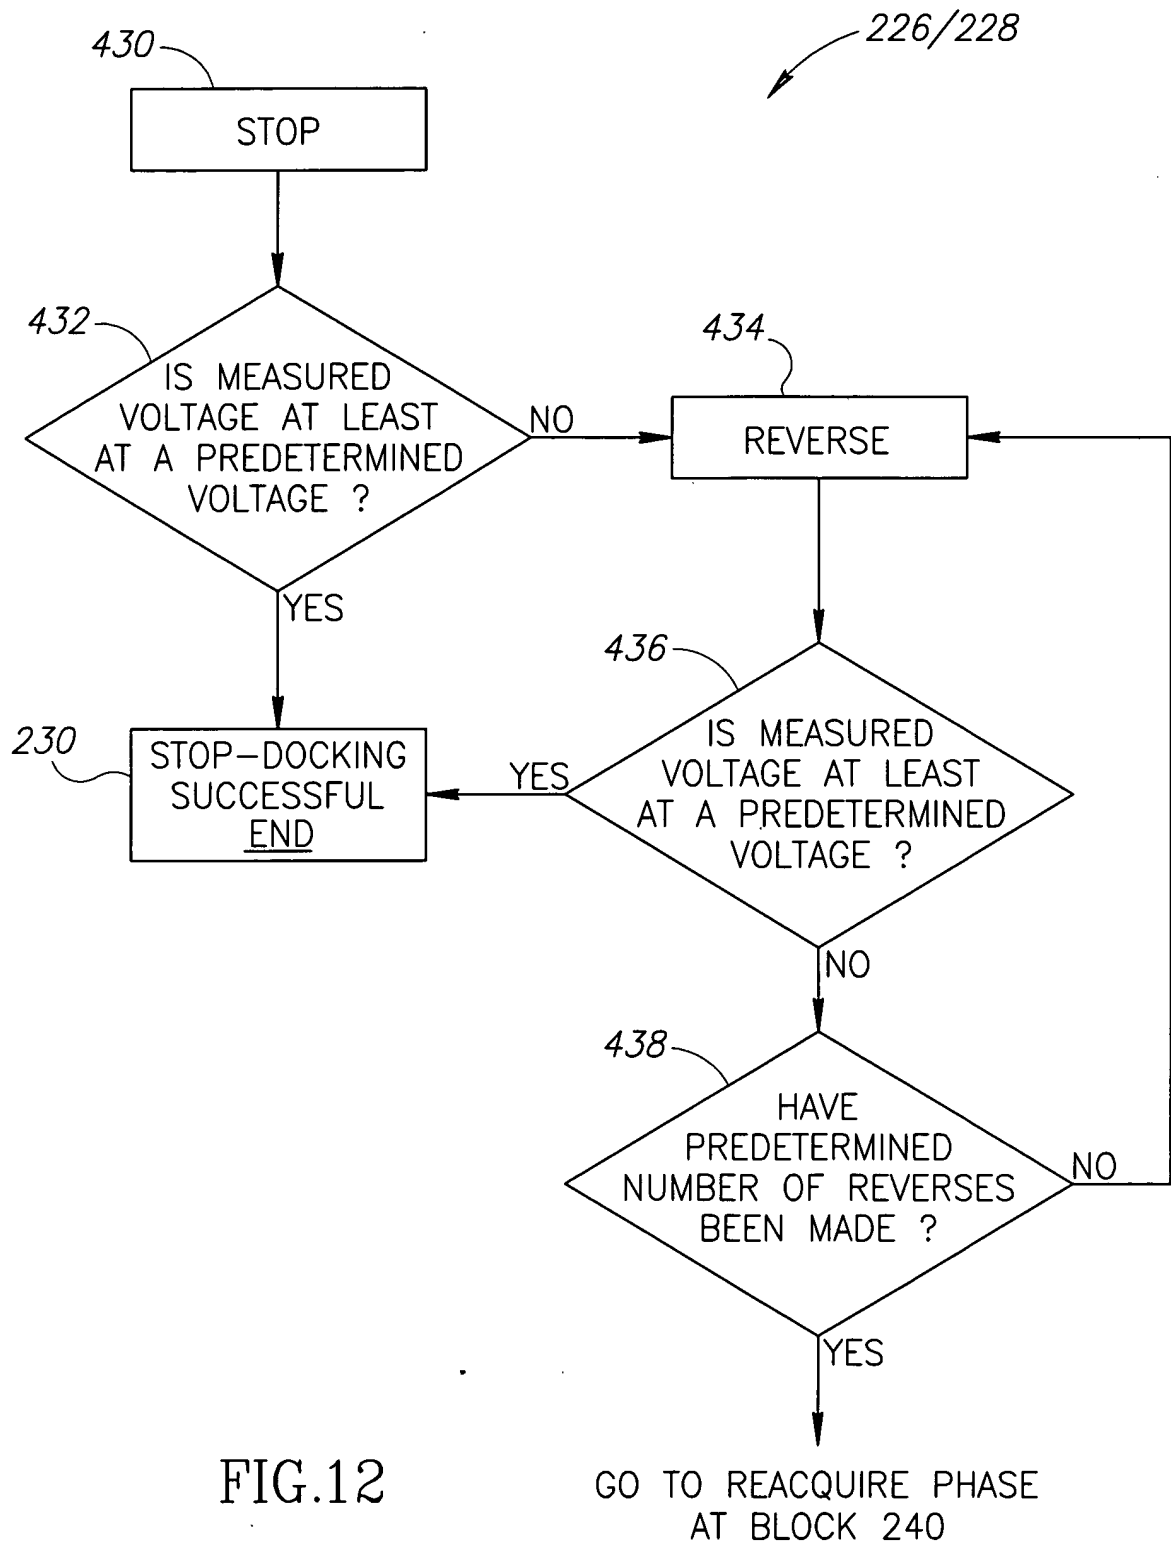 226/228
430
STOP
432
IS MEASURED
VOLTAGE AT LEAST
AT A PREDETERMINED
VOLTAGE ?
NO
YES
434
REVERSE
436
IS MEASURED
VOLTAGE AT LEAST
AT A PREDETERMINED
VOLTAGE ?
YES
NO
230
STOP-DOCKING
SUCCESSFUL
END
438
HAVE
PREDETERMINED
NUMBER OF REVERSES
BEEN MADE ?
NO
YES
GO TO REACQUIRE PHASE
AT BLOCK 240
FIG.12